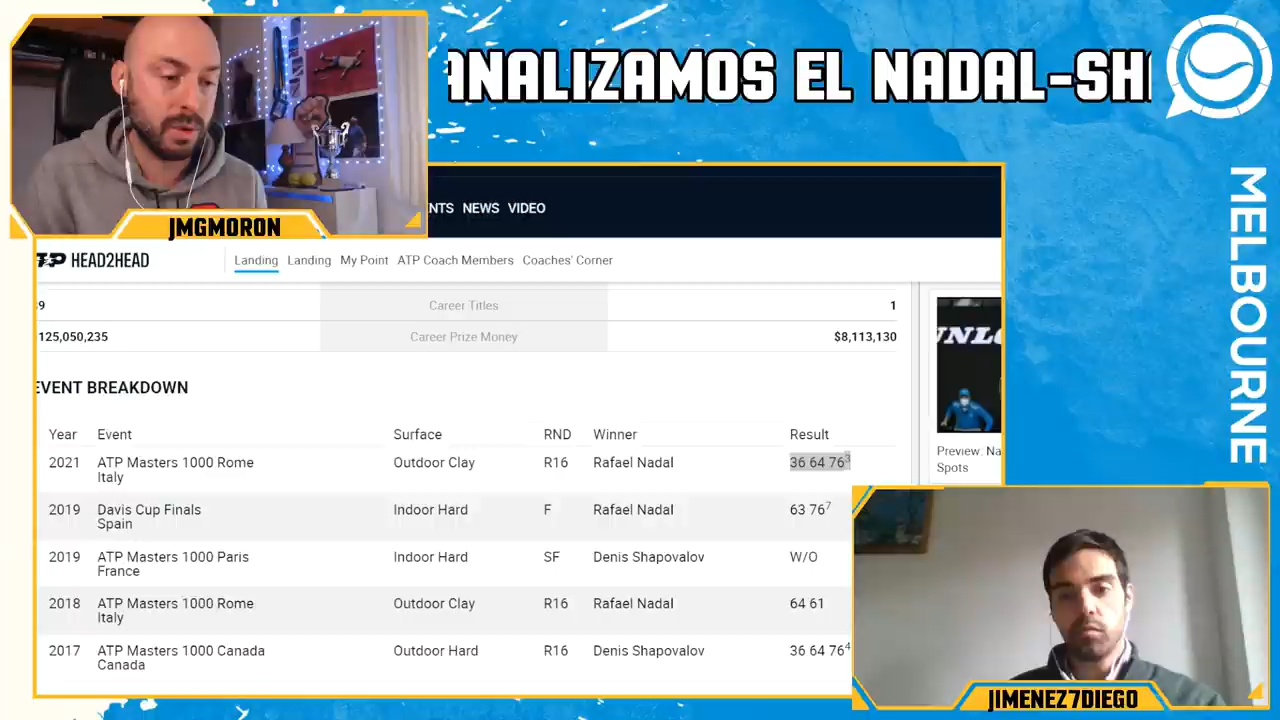 ANALIZAMOS EL NADAL-SH
JMGMORON
NTS NEWS VIDEO
HEAD2HEAD
Landing Landing My Point ATP Coach Members Coaches' Corner
9 Career Titles 1
125,050,235 Career Prize Money $8,113,130
EVENT BREAKDOWN
Year Event Surface RND Winner Result
2021 ATP Masters 1000 Rome Outdoor Clay R16 Rafael Nadal 36 64 76³
Italy
2019 Davis Cup Finals Indoor Hard F Rafael Nadal 63 76⁷
Spain
2019 ATP Masters 1000 Paris Indoor Hard SF Denis Shapovalov W/O
France
2018 ATP Masters 1000 Rome Outdoor Clay R16 Rafael Nadal 64 61
Italy
2017 ATP Masters 1000 Canada Outdoor Hard R16 Denis Shapovalov 36 64 76⁴
Canada
Preview: Na
Spots
MELBOURNE
JIMENEZ7DIEGO